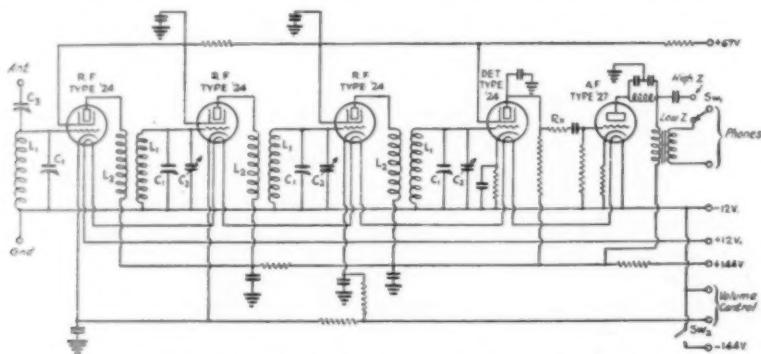 +67V
Ant
R.F
TYPE '24
R.F
TYPE '24
R.F
TYPE '24
DET
TYPE
'24
A.F
TYPE '27
High Z
Sw₁
C₃
L₁
C₁
L₂
L₁
C₁
C₂
L₂
L₁
C₁
C₂
L₂
L₁
C₁
C₂
Low Z
Phones
Gnd
-12V.
+12V.
+144V
Volume
Control
Sw₂
-144V